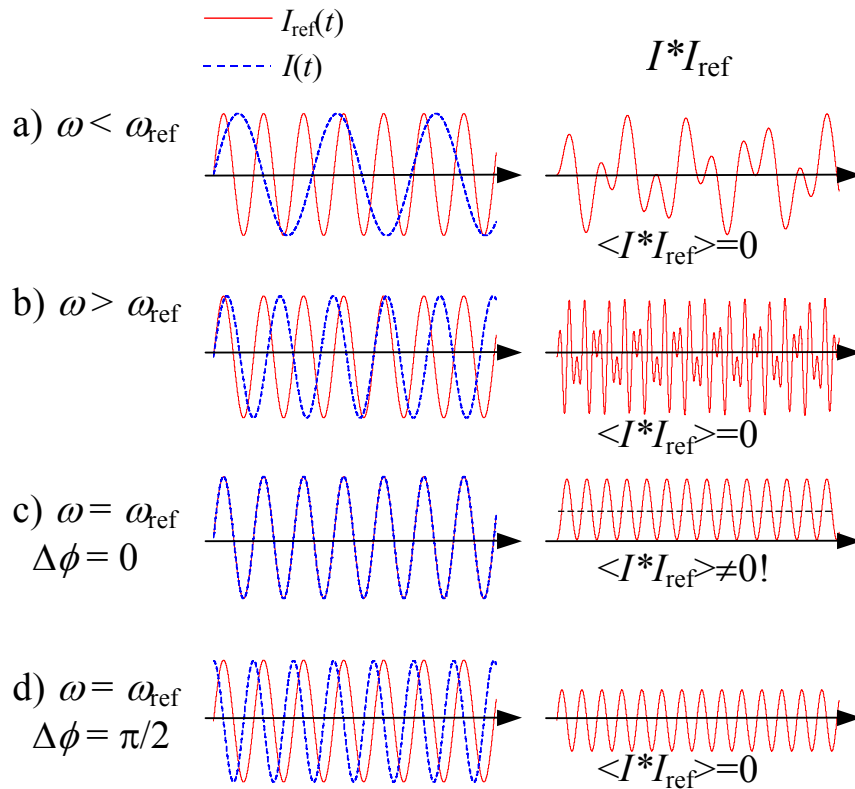 I_ref(t)
I(t)
I*I_ref
a) ω < ω_ref
<I*I_ref>=0
b) ω > ω_ref
<I*I_ref>=0
c) ω = ω_ref
Δϕ = 0
<I*I_ref>≠0!
d) ω = ω_ref
Δϕ = π/2
<I*I_ref>=0